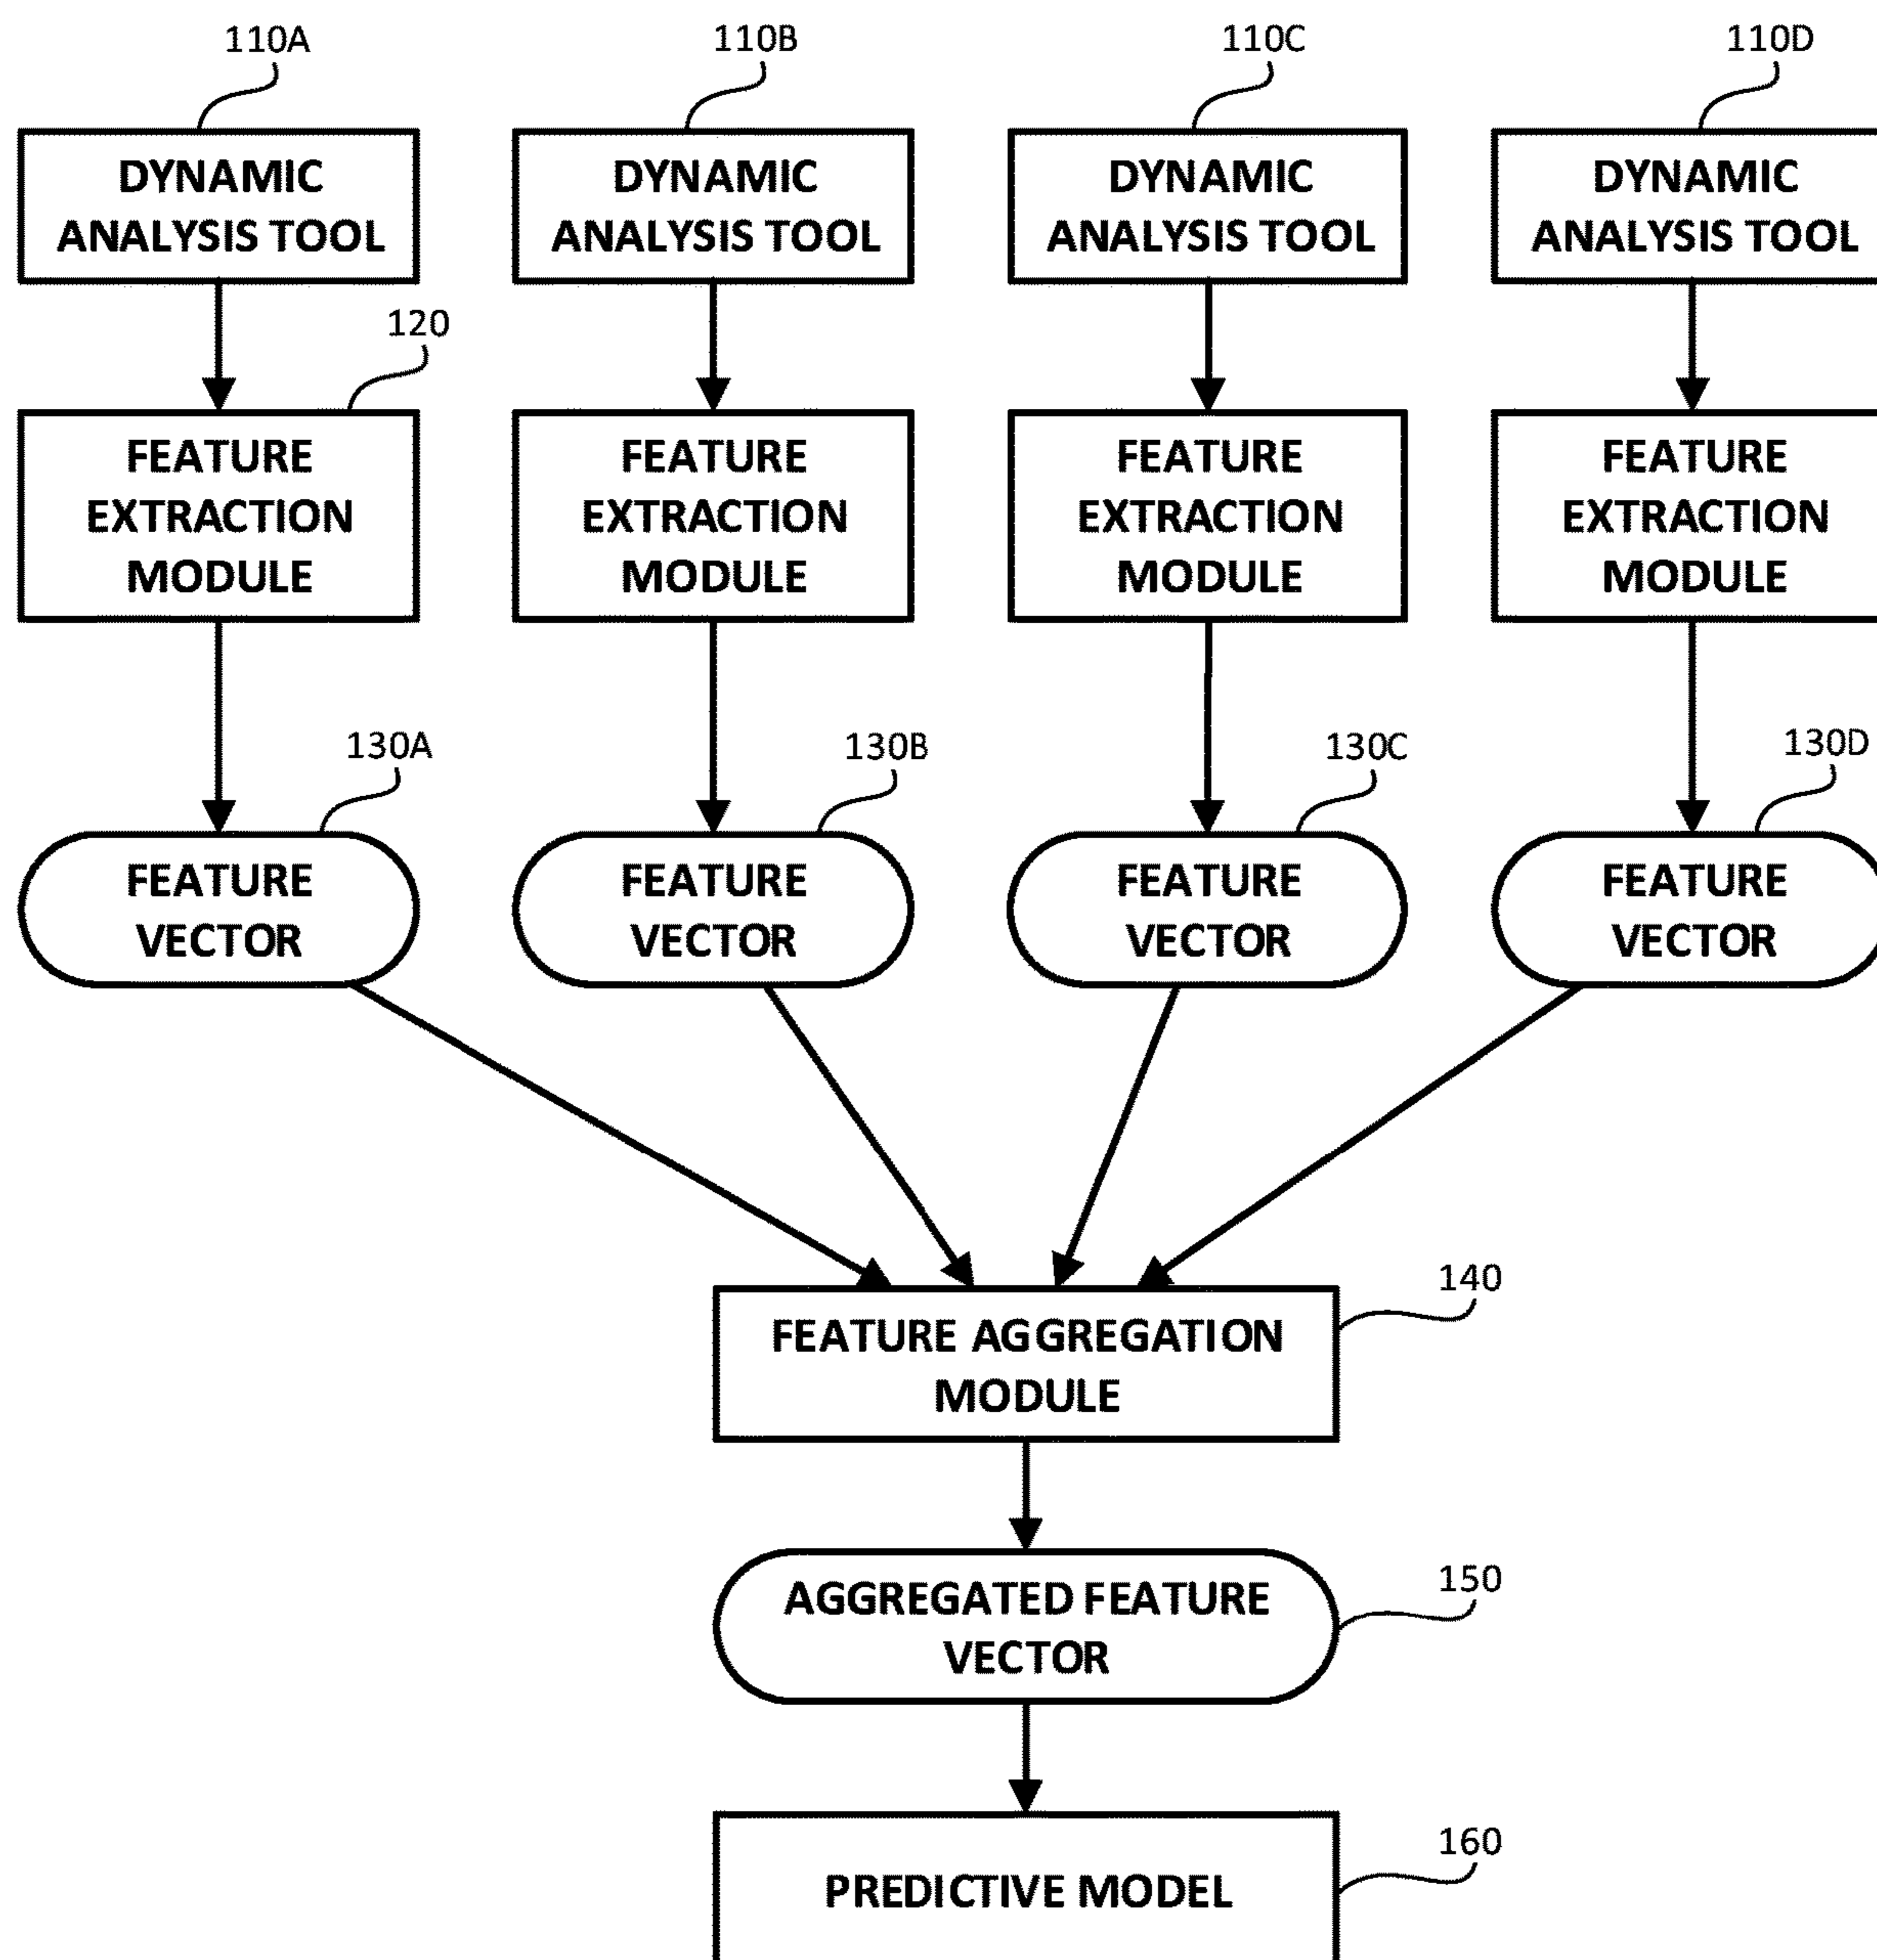 110A
110B
110C
110D
DYNAMIC
ANALYSIS TOOL
DYNAMIC
ANALYSIS TOOL
DYNAMIC
ANALYSIS TOOL
DYNAMIC
ANALYSIS TOOL
120
FEATURE
EXTRACTION
MODULE
FEATURE
EXTRACTION
MODULE
FEATURE
EXTRACTION
MODULE
FEATURE
EXTRACTION
MODULE
130A
130B
130C
130D
FEATURE
VECTOR
FEATURE
VECTOR
FEATURE
VECTOR
FEATURE
VECTOR
140
FEATURE AGGREGATION
MODULE
150
AGGREGATED FEATURE
VECTOR
160
PREDICTIVE MODEL